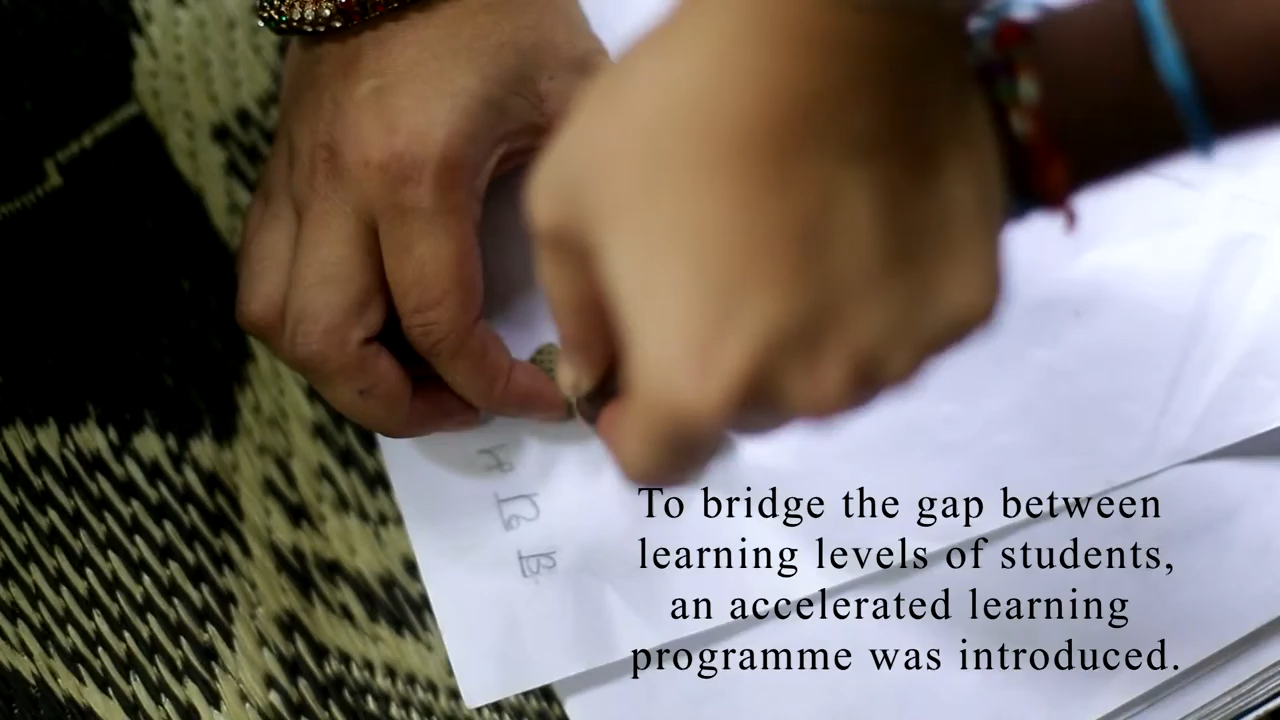 To bridge the gap between
learning levels of students,
an accelerated learning
programme was introduced.